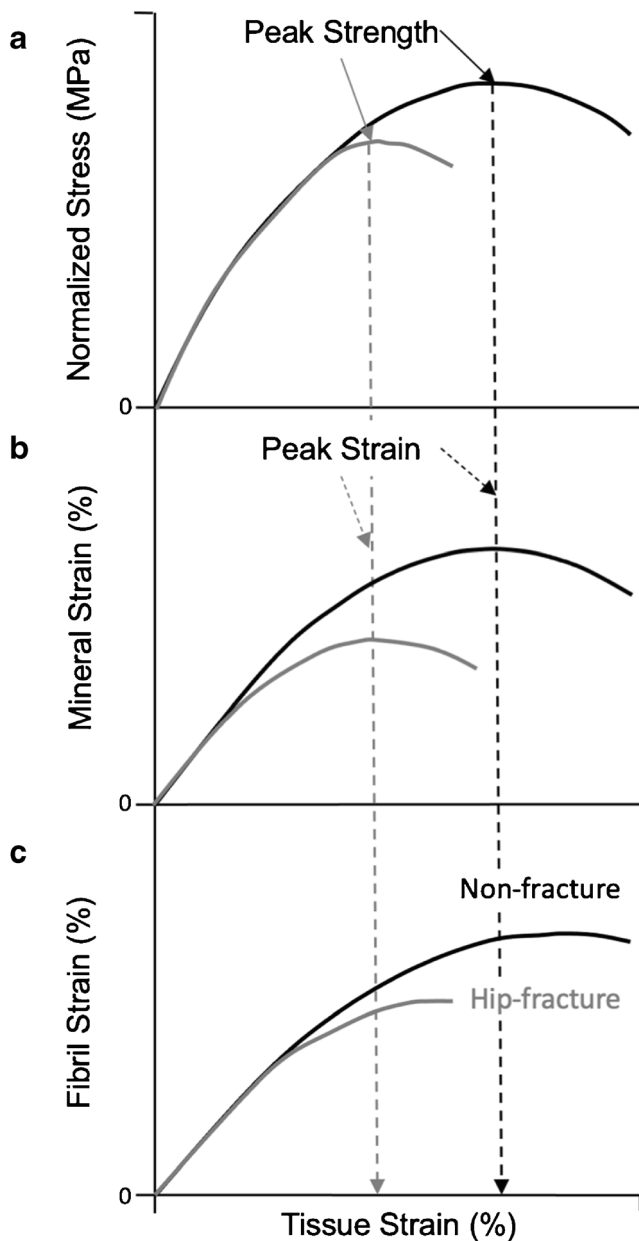 a
Peak Strength
Normalized Stress (MPa)
0
b
Peak Strain
Mineral Strain (%)
0
c
Non-fracture
Hip-fracture
Fibril Strain (%)
0
Tissue Strain (%)